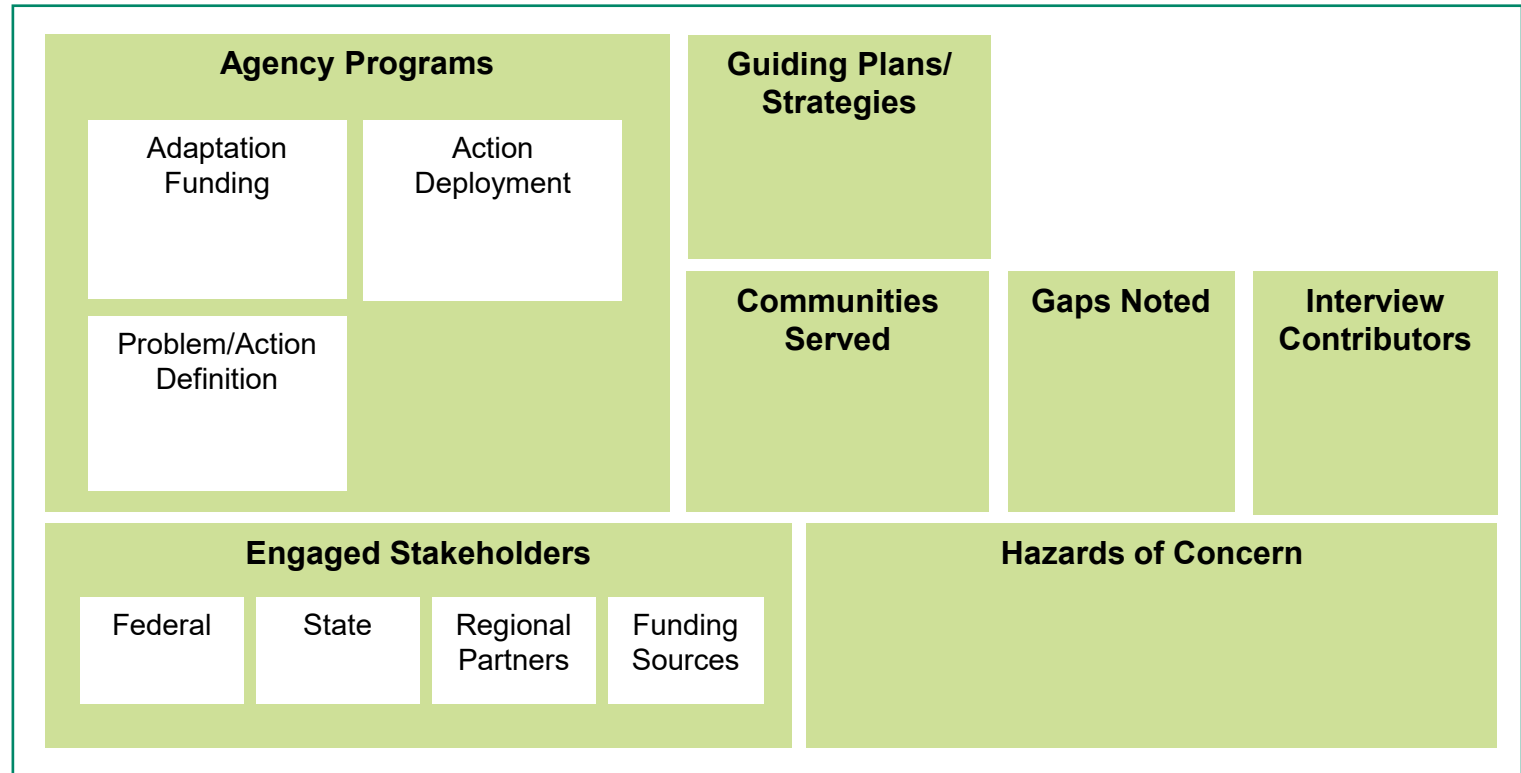 Agency Programs
Adaptation
Funding
Action
Deployment
Problem/Action
Definition
Guiding Plans/
Strategies
Communities
Served
Gaps Noted
Interview
Contributors
Engaged Stakeholders
Federal
State
Regional
Partners
Funding
Sources
Hazards of Concern